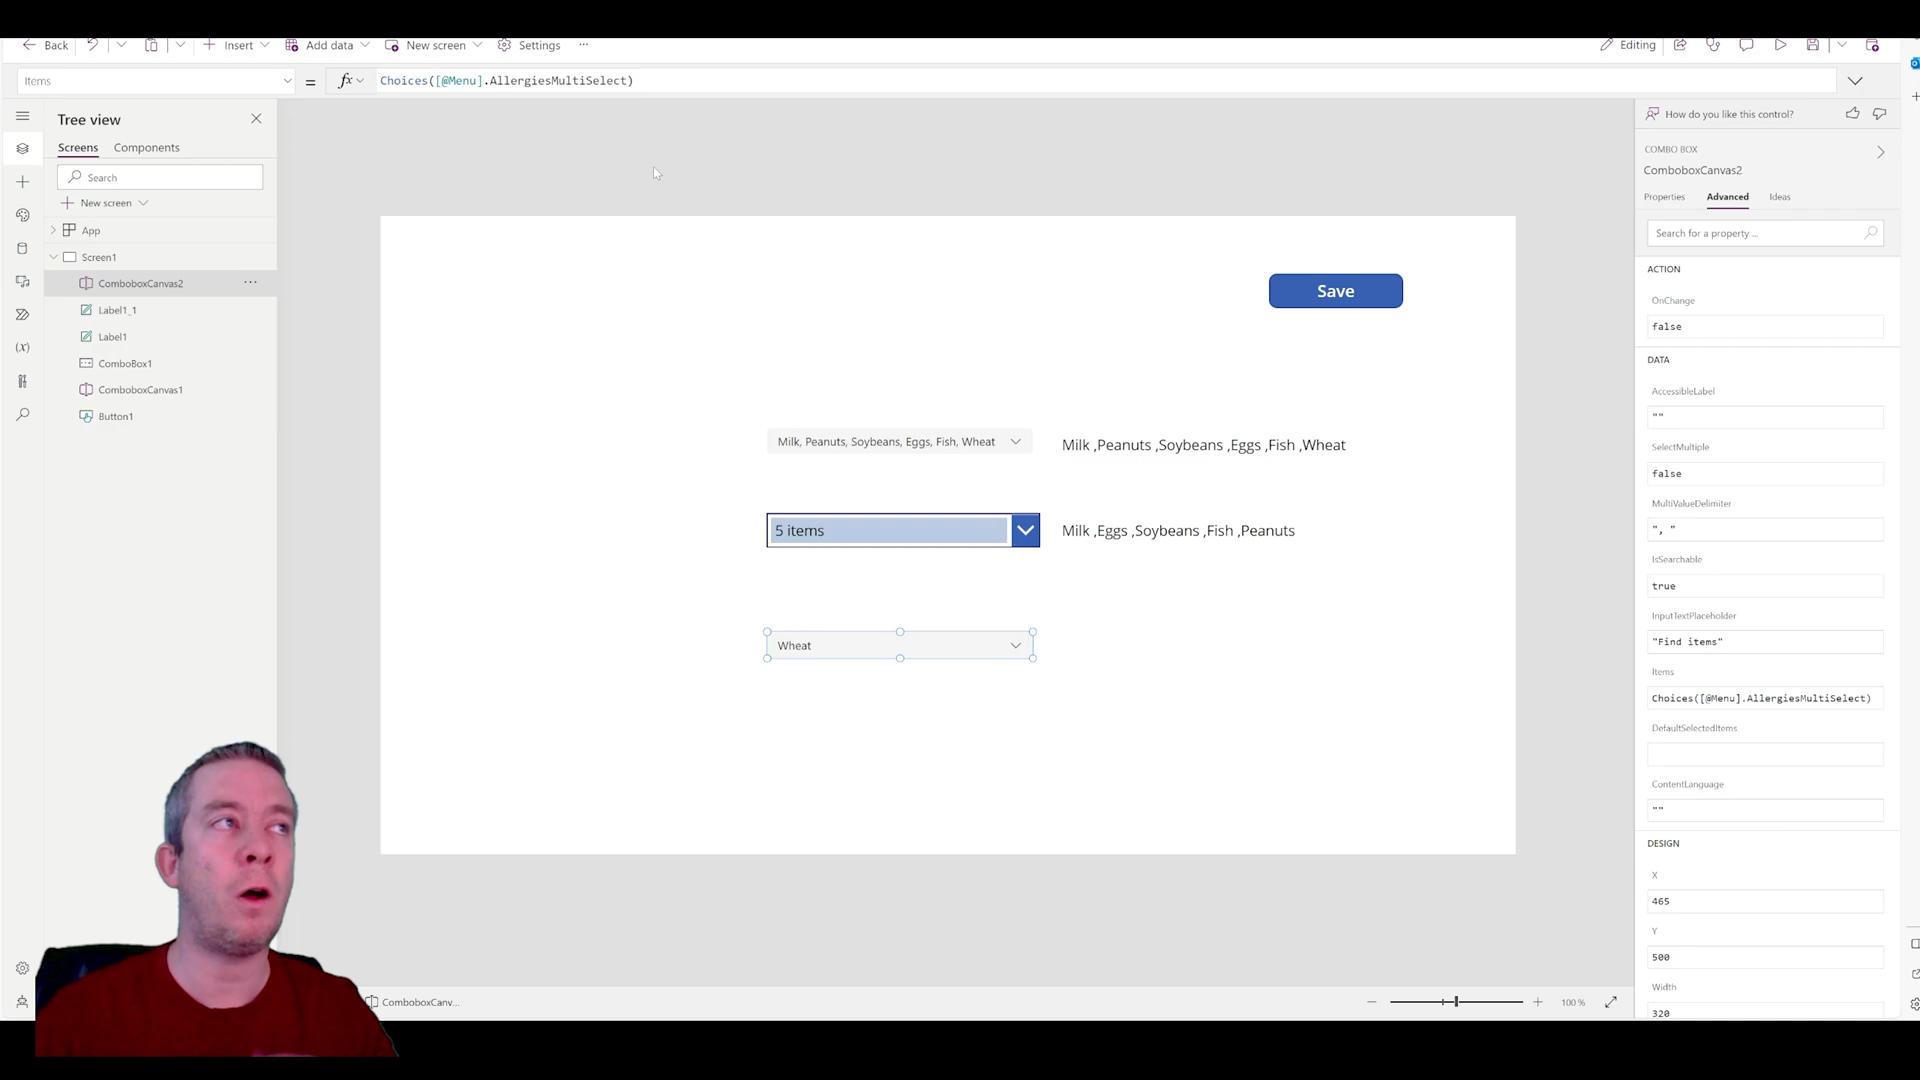 Back
Insert
Add data
New screen
Settings
...
Editing
Items
=
fx
Choices([@Menu].AllergiesMultiSelect)
Tree view
Screens
Components
Search
New screen
App
Screen1
ComboboxCanvas2
...
Label1_1
Label1
ComboBox1
ComboboxCanvas1
Button1
Save
Milk, Peanuts, Soybeans, Eggs, Fish, Wheat
Milk ,Peanuts ,Soybeans ,Eggs ,Fish ,Wheat
5 items
Milk ,Eggs ,Soybeans ,Fish ,Peanuts
Wheat
ComboboxCanv...
100 %
How do you like this control?
COMBO BOX
ComboboxCanvas2
Properties
Advanced
Ideas
Search for a property ...
ACTION
OnChange
false
DATA
AccessibleLabel
""
SelectMultiple
false
MultiValueDelimiter
", "
IsSearchable
true
InputTextPlaceholder
"Find items"
Items
Choices([@Menu].AllergiesMultiSelect)
DefaultSelectedItems
ContentLanguage
""
DESIGN
X
465
Y
500
Width
320